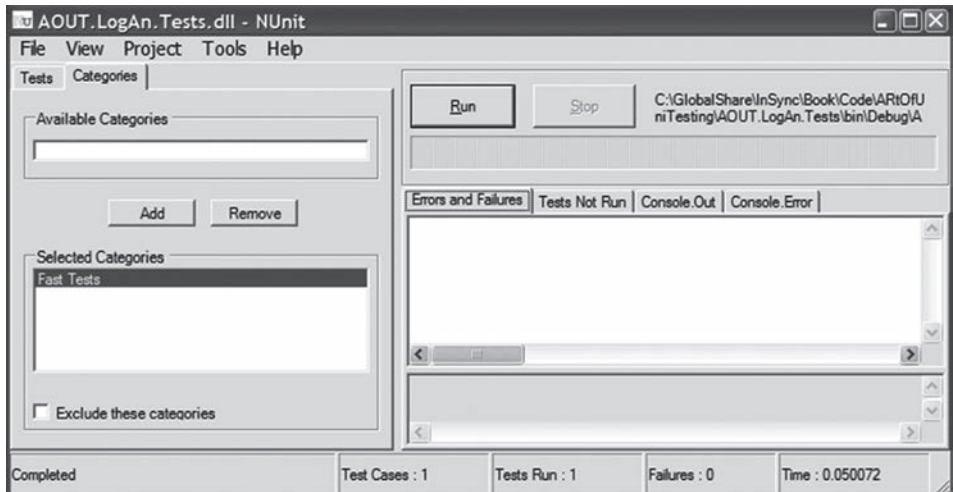 AOUT.LogAn.Tests.dll - NUnit
File View Project Tools Help
Tests Categories
Available Categories
Add Remove
Selected Categories
Fast Tests
Exclude these categories
Run Stop
C:\GlobalShare\InSync\Book\Code\ARtOfU
niTesting\AOUT.LogAn.Tests\bin\Debug\A
Errors and Failures Tests Not Run Console.Out Console.Error
Completed Test Cases : 1 Tests Run : 1 Failures : 0 Time : 0.050072